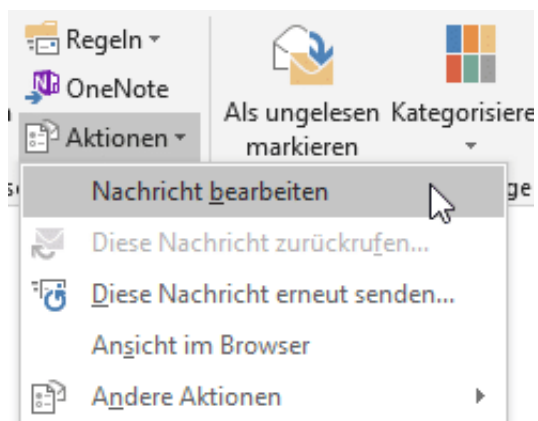 Regeln
OneNote
Aktionen
Als ungelesen markieren
Kategorisiere
ge
Nachricht bearbeiten
Diese Nachricht zurückrufen...
Diese Nachricht erneut senden...
Ansicht im Browser
Andere Aktionen